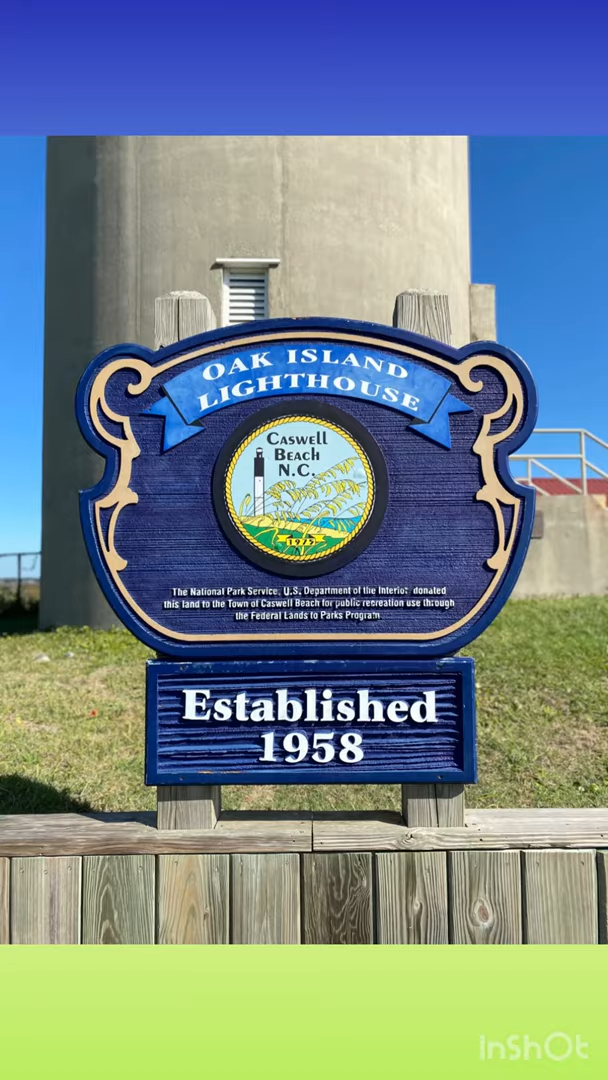 OAK ISLAND
LIGHTHOUSE
CASWELL
BEACH
N.C.
1975
The National Park Service, U.S. Department of the Interior donated
this land to the Town of Caswell Beach for public recreation use through
the Federal Lands to Parks Program
Established
1958
InShOt